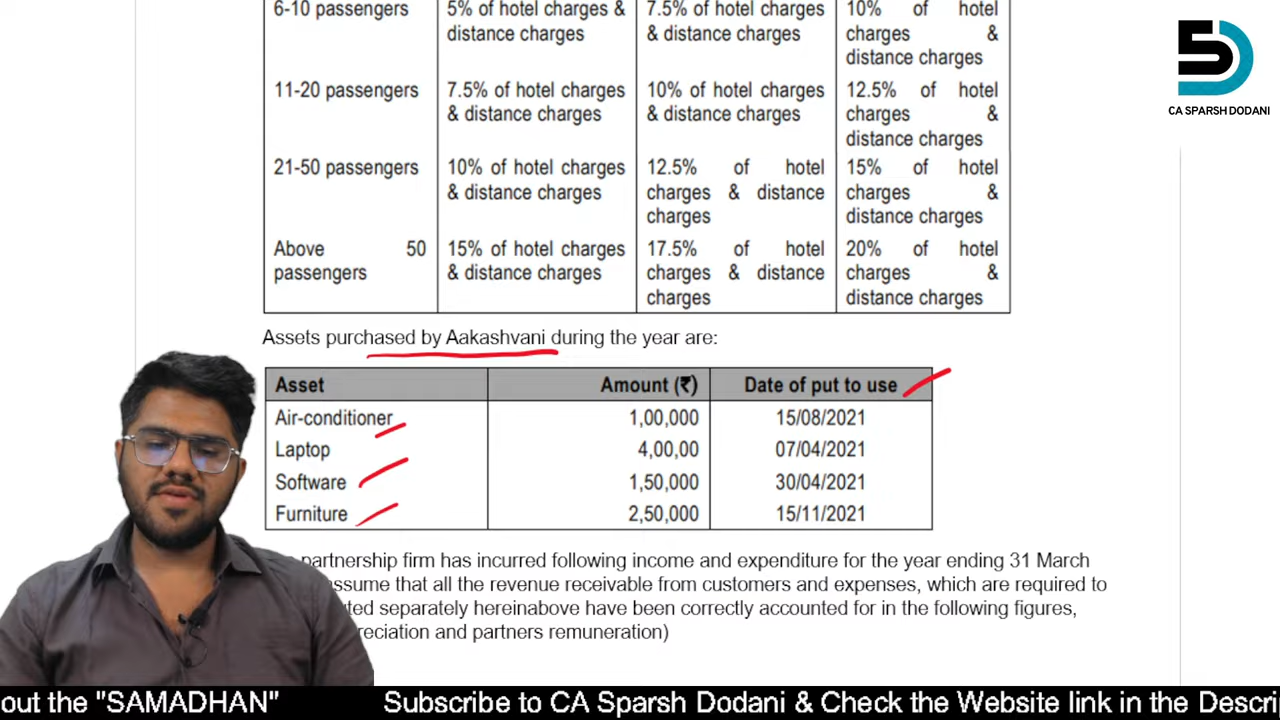 6-10 passengers 5% of hotel charges & 7.5% of hotel charges 10% of hotel
distance charges & distance charges charges &
distance charges
11-20 passengers 7.5% of hotel charges 10% of hotel charges 12.5% of hotel
& distance charges & distance charges charges &
distance charges
21-50 passengers 10% of hotel charges 12.5% of hotel 15% of hotel
& distance charges charges & distance charges &
charges distance charges
Above 50 15% of hotel charges 17.5% of hotel 20% of hotel
passengers & distance charges charges & distance charges &
charges distance charges
CA SPARSH DODANI
Assets purchased by Aakashvani during the year are:
Asset Amount (₹) Date of put to use
Air-conditioner 1,00,000 15/08/2021
Laptop 4,00,00 07/04/2021
Software 1,50,000 30/04/2021
Furniture 2,50,000 15/11/2021
partnership firm has incurred following income and expenditure for the year ending 31 March
assume that all the revenue receivable from customers and expenses, which are required to
separately hereinabove have been correctly accounted for in the following figures,
and partners remuneration)
out the "SAMADHAN" Subscribe to CA Sparsh Dodani & Check the Website link in the Descri